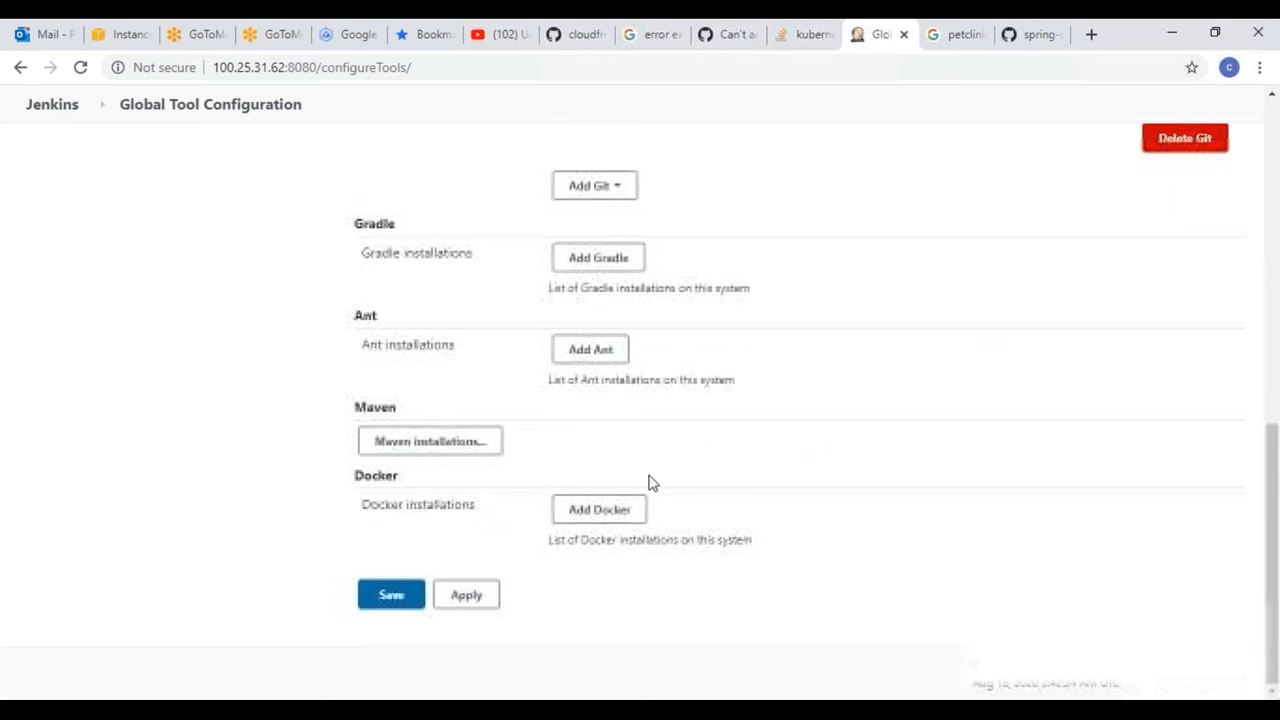 Mail - P Instanc GoToM GoToM Google Bookma (102) U cloudfr error e Can't a kubern Glo petclini spring-
Not secure 100.25.31.62:8080/configureTools/
Jenkins Global Tool Configuration
Delete Git
Add Git
Gradle
Gradle installations Add Gradle
List of Gradle installations on this system
Ant
Ant installations Add Ant
List of Ant installations on this system
Maven
Maven installations...
Docker
Docker installations Add Docker
List of Docker installations on this system
Save Apply